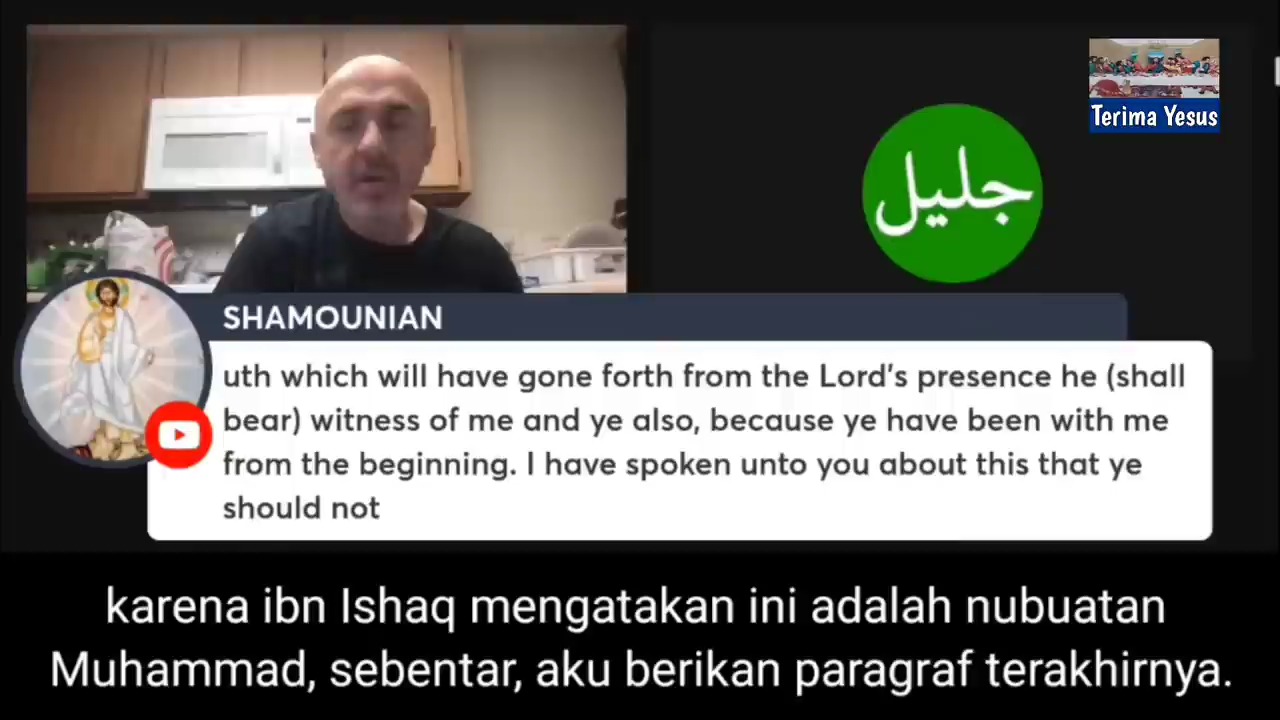 Terima Yesus
جليل
SHAMOUNIAN
uth which will have gone forth from the Lord's presence he (shall
bear) witness of me and ye also, because ye have been with me
from the beginning. I have spoken unto you about this that ye
should not
karena ibn Ishaq mengatakan ini adalah nubuatan
Muhammad, sebentar, aku berikan paragraf terakhirnya.